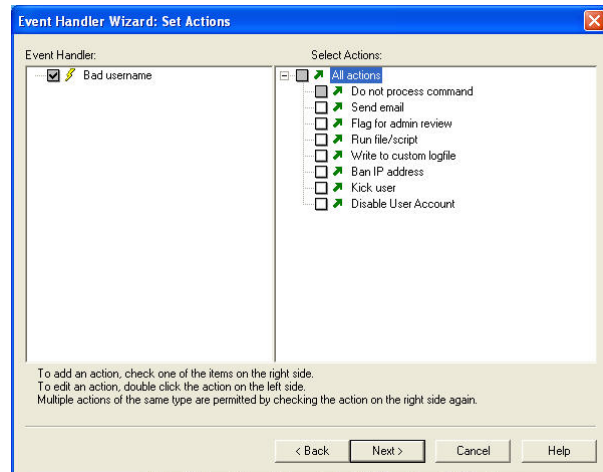 Event Handler Wizard: Set Actions
Event Handler:
Select Actions:
Bad username
All actions
Do not process command
Send email
Flag for admin review
Run file/script
Write to custom logfile
Ban IP address
Kick user
Disable User Account
To add an action, check one of the items on the right side.
To edit an action, double click the action on the left side.
Multiple actions of the same type are permitted by checking the action on the right side again.
< Back Next > Cancel Help